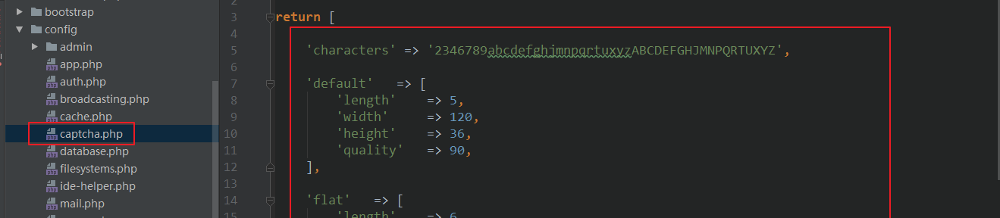 bootstrap
config
admin
app.php
auth.php
broadcasting.php
cache.php
captcha.php
database.php
filesystems.php
ide-helper.php
mail.php
2
3 return [
4
5 'characters' => '2346789abcdefghjmnpqrtuxyzABCDEFGHJMNPQRTUXYZ',
6
7 'default' => [
8 'length' => 5,
9 'width' => 120,
10 'height' => 36,
11 'quality' => 90,
12 ],
13
14 'flat' => [
15 'length' => 6,